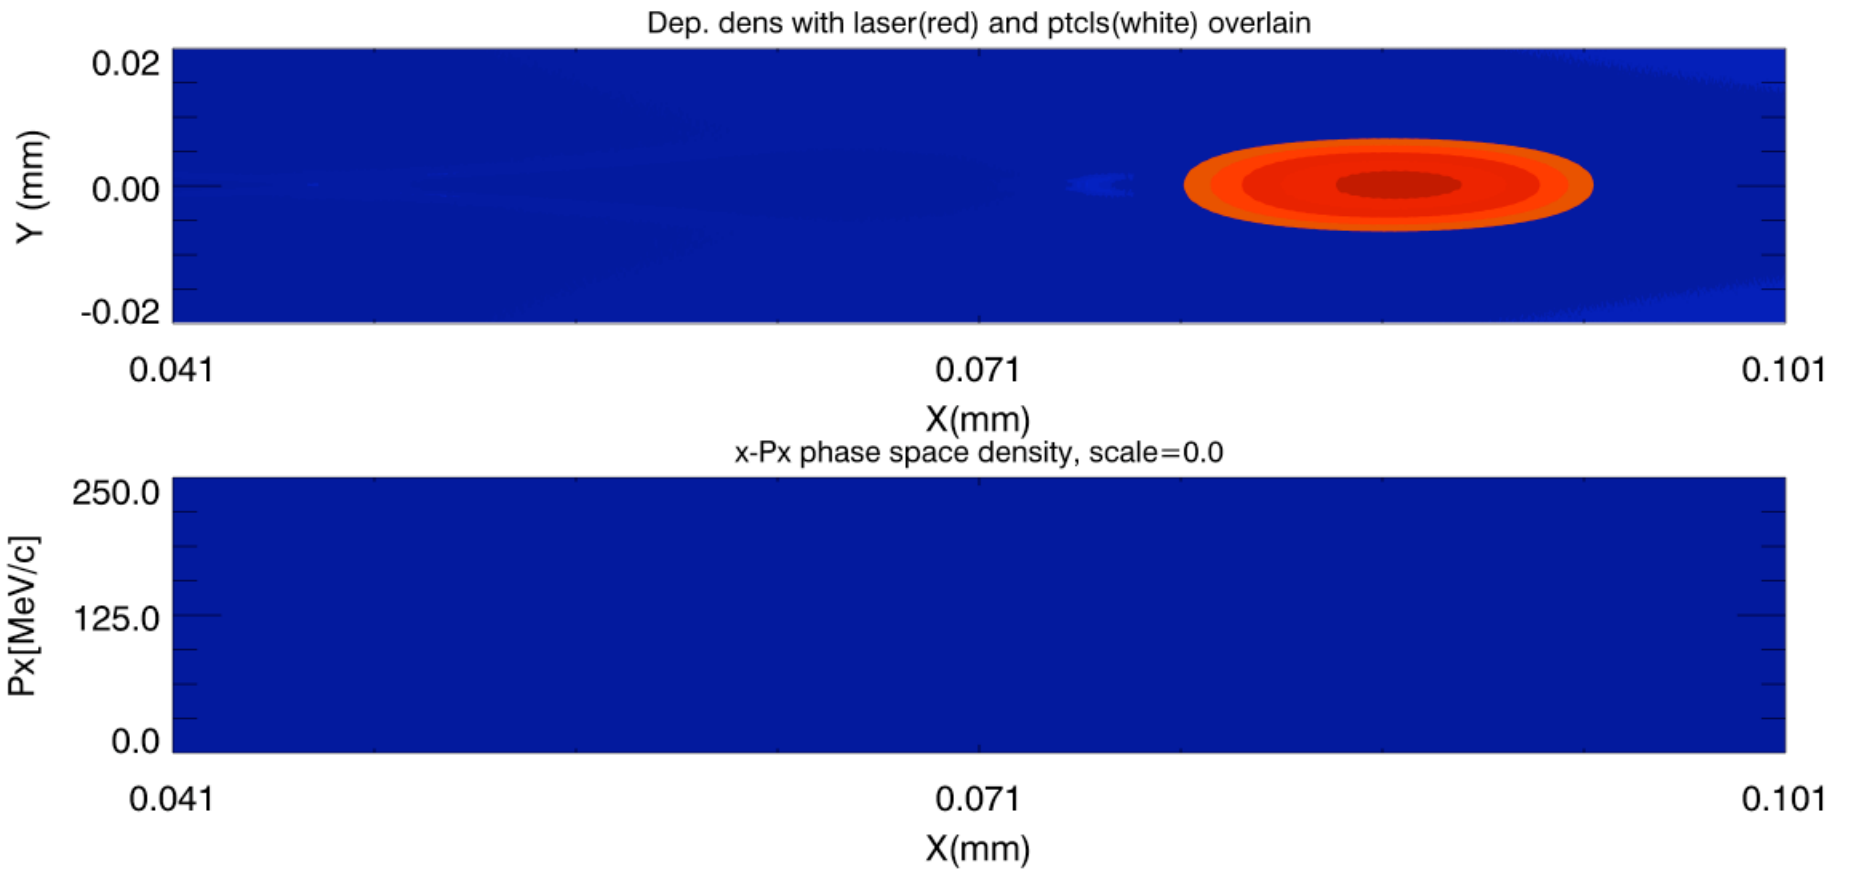 Dep. dens with laser(red) and ptcls(white) overlain
0.02
0.00
-0.02
Y (mm)
0.041 0.071 0.101
X(mm)
x-Px phase space density, scale=0.0
250.0
125.0
0.0
Px[MeV/c]
0.041 0.071 0.101
X(mm)